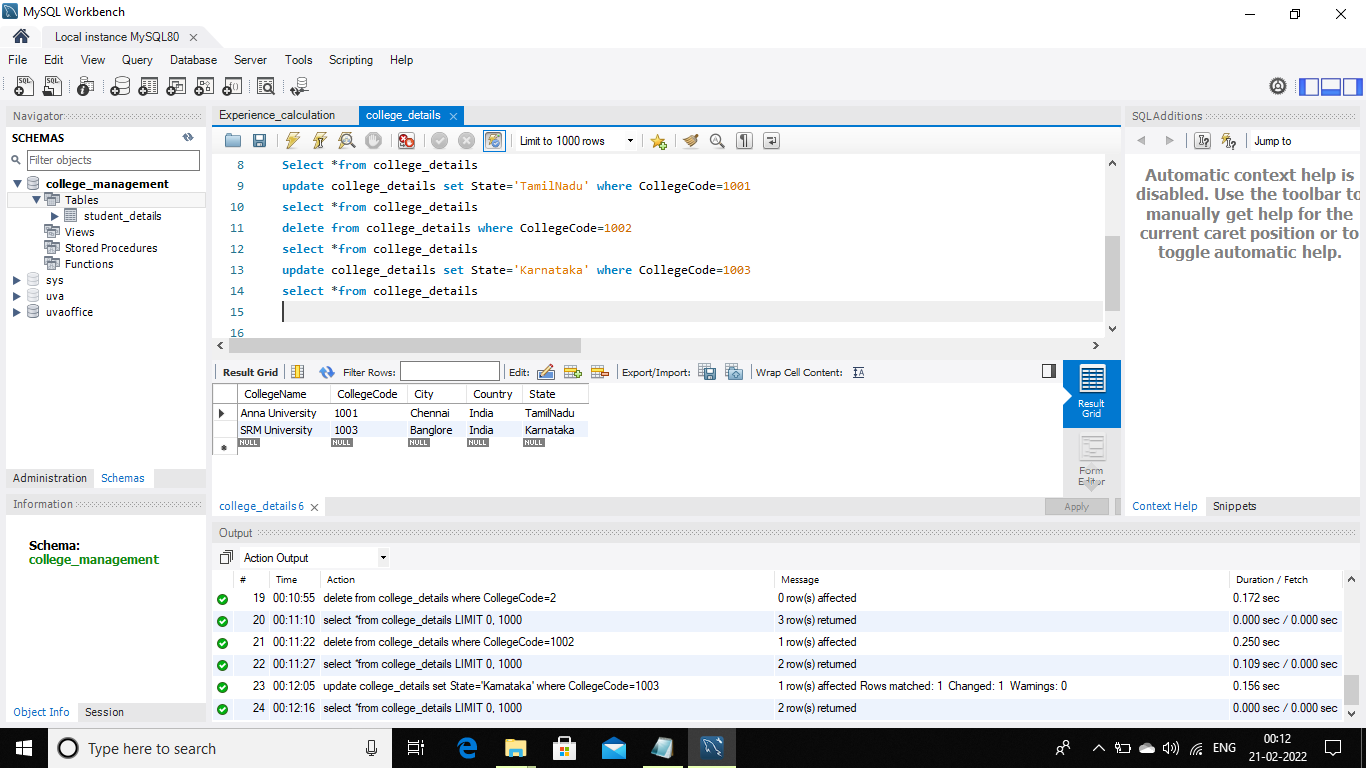 MySQL Workbench
Local instance MySQL80
File Edit View Query Database Server Tools Scripting Help
Navigator
SCHEMAS
Filter objects
college_management
Tables
student_details
Views
Stored Procedures
Functions
sys
uva
uvaoffice
Administration Schemas
Information
Schema:
college_management
Object Info Session
Experience_calculation college_details
Limit to 1000 rows
8 Select *from college_details
9 update college_details set State='TamilNadu' where CollegeCode=1001
10 select *from college_details
11 delete from college_details where CollegeCode=1002
12 select *from college_details
13 update college_details set State='Karnataka' where CollegeCode=1003
14 select *from college_details
15
16
Result Grid Filter Rows: Edit: Export/Import: Wrap Cell Content:
CollegeName CollegeCode City Country State
Anna University 1001 Chennai India TamilNadu
SRM University 1003 Banglore India Karnataka
NULL NULL NULL NULL NULL
Result
Grid
Form
Editor
college_details 6
Apply
SQLAdditions
Jump to
Automatic context help is
disabled. Use the toolbar to
manually get help for the
current caret position or to
toggle automatic help.
Context Help Snippets
Output
Action Output
# Time Action Message Duration / Fetch
19 00:10:55 delete from college_details where CollegeCode=2 0 row(s) affected 0.172 sec
20 00:11:10 select *from college_details LIMIT 0, 1000 3 row(s) returned 0.000 sec / 0.000 sec
21 00:11:22 delete from college_details where CollegeCode=1002 1 row(s) affected 0.250 sec
22 00:11:27 select *from college_details LIMIT 0, 1000 2 row(s) returned 0.109 sec / 0.000 sec
23 00:12:05 update college_details set State='Karnataka' where CollegeCode=1003 1 row(s) affected Rows matched: 1 Changed: 1 Warnings: 0 0.156 sec
24 00:12:16 select *from college_details LIMIT 0, 1000 2 row(s) returned 0.000 sec / 0.000 sec
Type here to search
ENG
00:12
21-02-2022